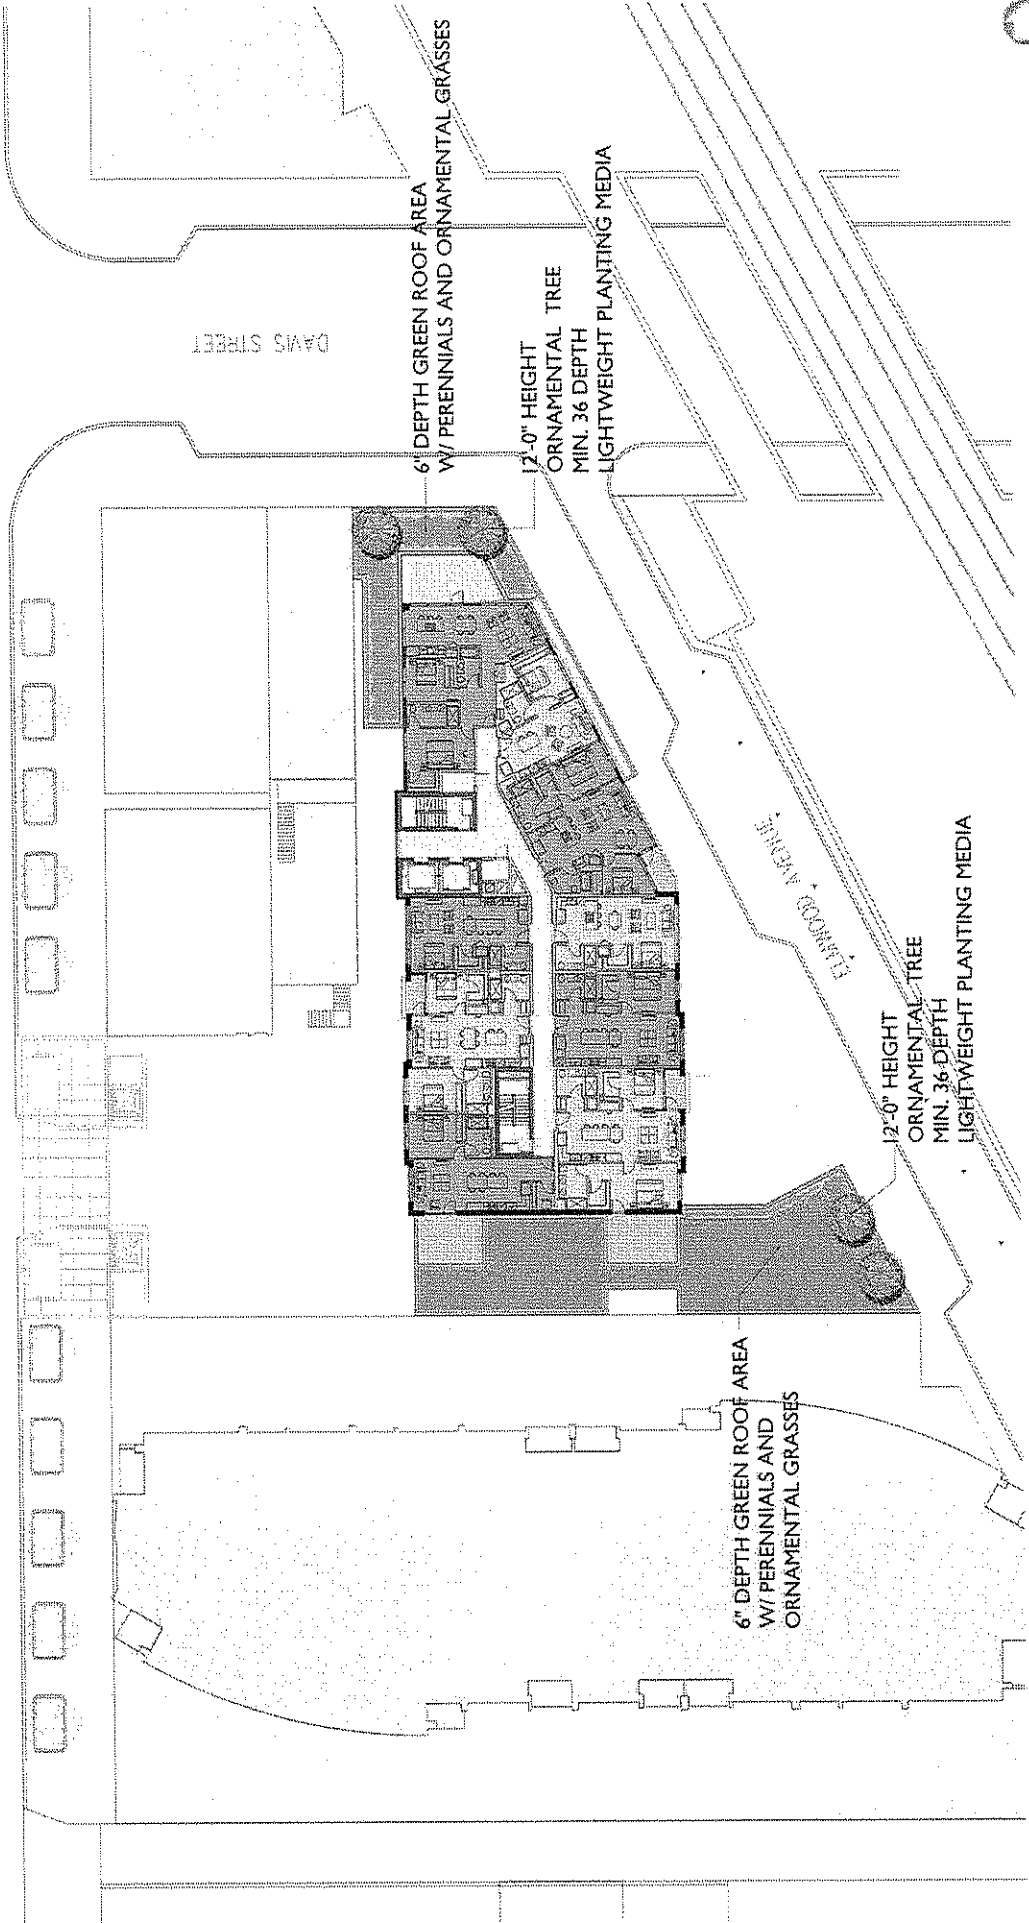 6" DEPTH GREEN ROOF AREA
W/ PERENNIALS AND ORNAMENTAL GRASSES
12'-0" HEIGHT
ORNAMENTAL TREE
MIN. 36 DEPTH
LIGHTWEIGHT PLANTING MEDIA
DAVIS STREET
ELMWOOD AVENUE
12'-0" HEIGHT
ORNAMENTAL TREE
MIN. 36 DEPTH
LIGHTWEIGHT PLANTING MEDIA
6" DEPTH GREEN ROOF AREA
W/ PERENNIALS AND
ORNAMENTAL GRASSES